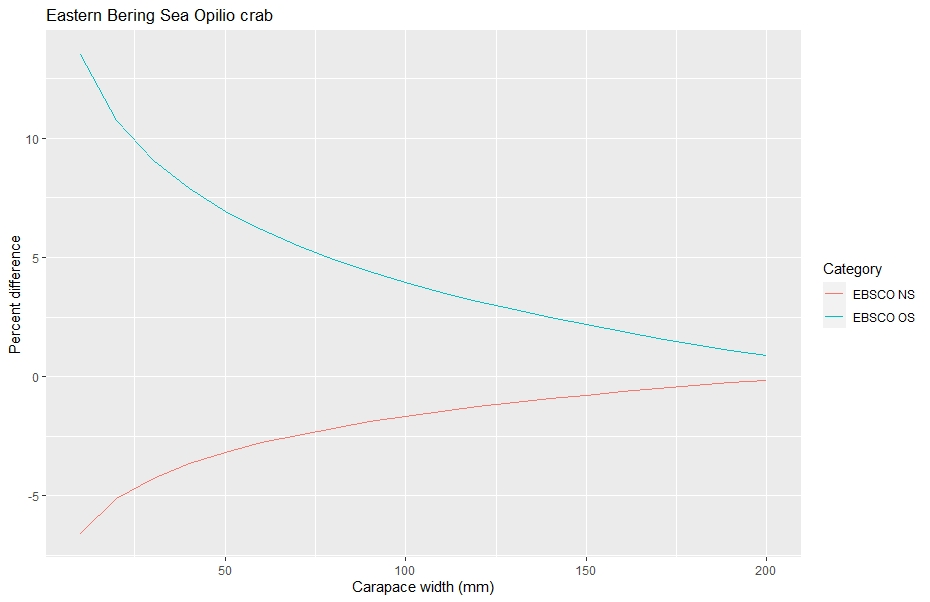 Eastern Bering Sea Opilio crab
10
5
0
-5
Percent difference
50 100 150 200
Carapace width (mm)
Category
EBSCO NS
EBSCO OS